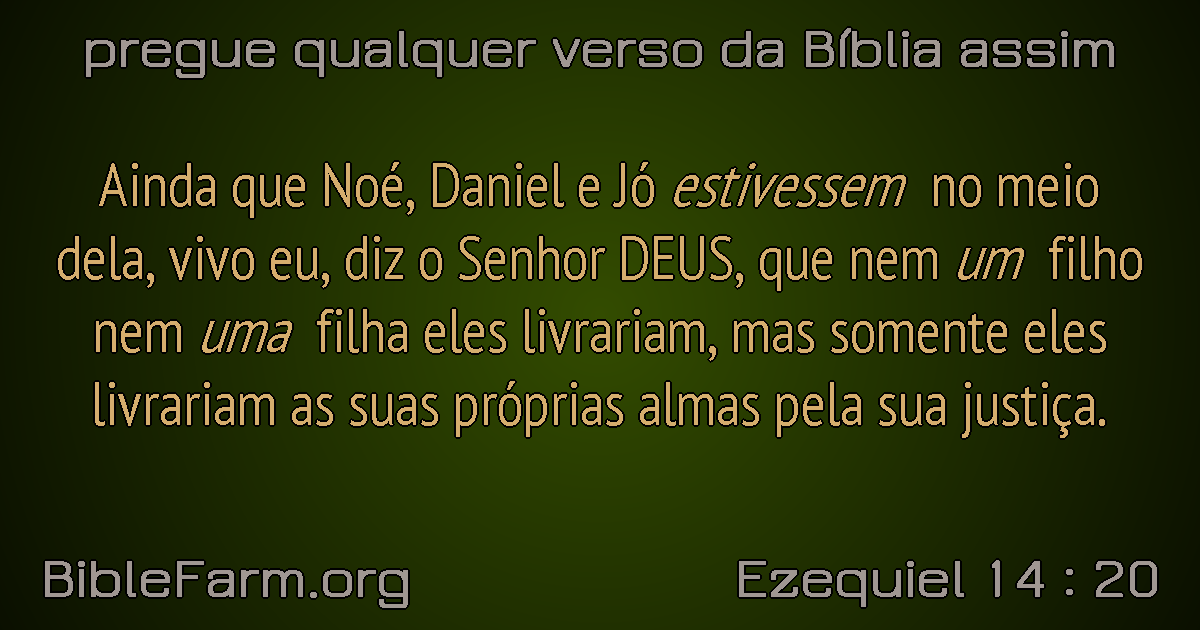 pregue qualquer verso da Bíblia assim
Ainda que Noé, Daniel e Jó estivessem no meio
dela, vivo eu, diz o Senhor DEUS, que nem um filho
nem uma filha eles livrariam, mas somente eles
livrariam as suas próprias almas pela sua justiça.
BibleFarm.org
Ezequiel 14 : 20